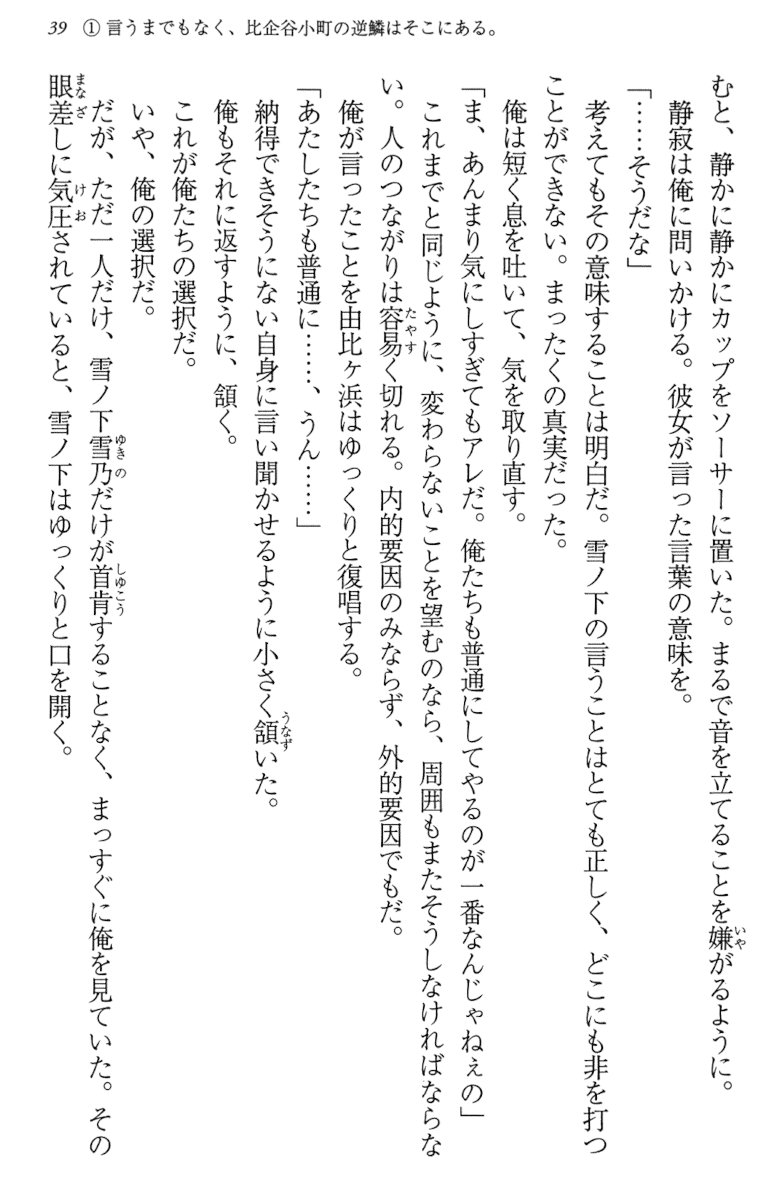 39　① 言うまでもなく、比企谷小町の逆鱗はそこにある。
むと、静かに静かにカップをソーサーに置いた。まるで音を立てることを嫌がるように。
静寂は俺に問いかける。彼女が言った言葉の意味を。
「……そうだな」
考えてもその意味することは明白だ。雪ノ下の言うことはとても正しく、どこにも非を打つ
ことができない。まったくの真実だった。
俺は短く息を吐いて、気を取り直す。
「ま、あんまり気にしすぎてもアレだ。俺たちも普通にしてやるのが一番なんじゃねぇの」
これまでと同じように、変わらないことを望むのなら、周囲もまたそうしなければならな
い。人のつながりは容易く切れる。内的要因のみならず、外的要因でもだ。
俺が言ったことを由比ヶ浜はゆっくりと復唱する。
「あたしたちも普通に……、うん……」
納得できそうにない自身に言い聞かせるように小さく頷いた。
俺もそれに返すように、頷く。
これが俺たちの選択だ。
いや、俺の選択だ。
だが、ただ一人だけ、雪ノ下雪乃だけが首肯することなく、まっすぐに俺を見ていた。その
眼差しに気圧されていると、雪ノ下はゆっくりと口を開く。